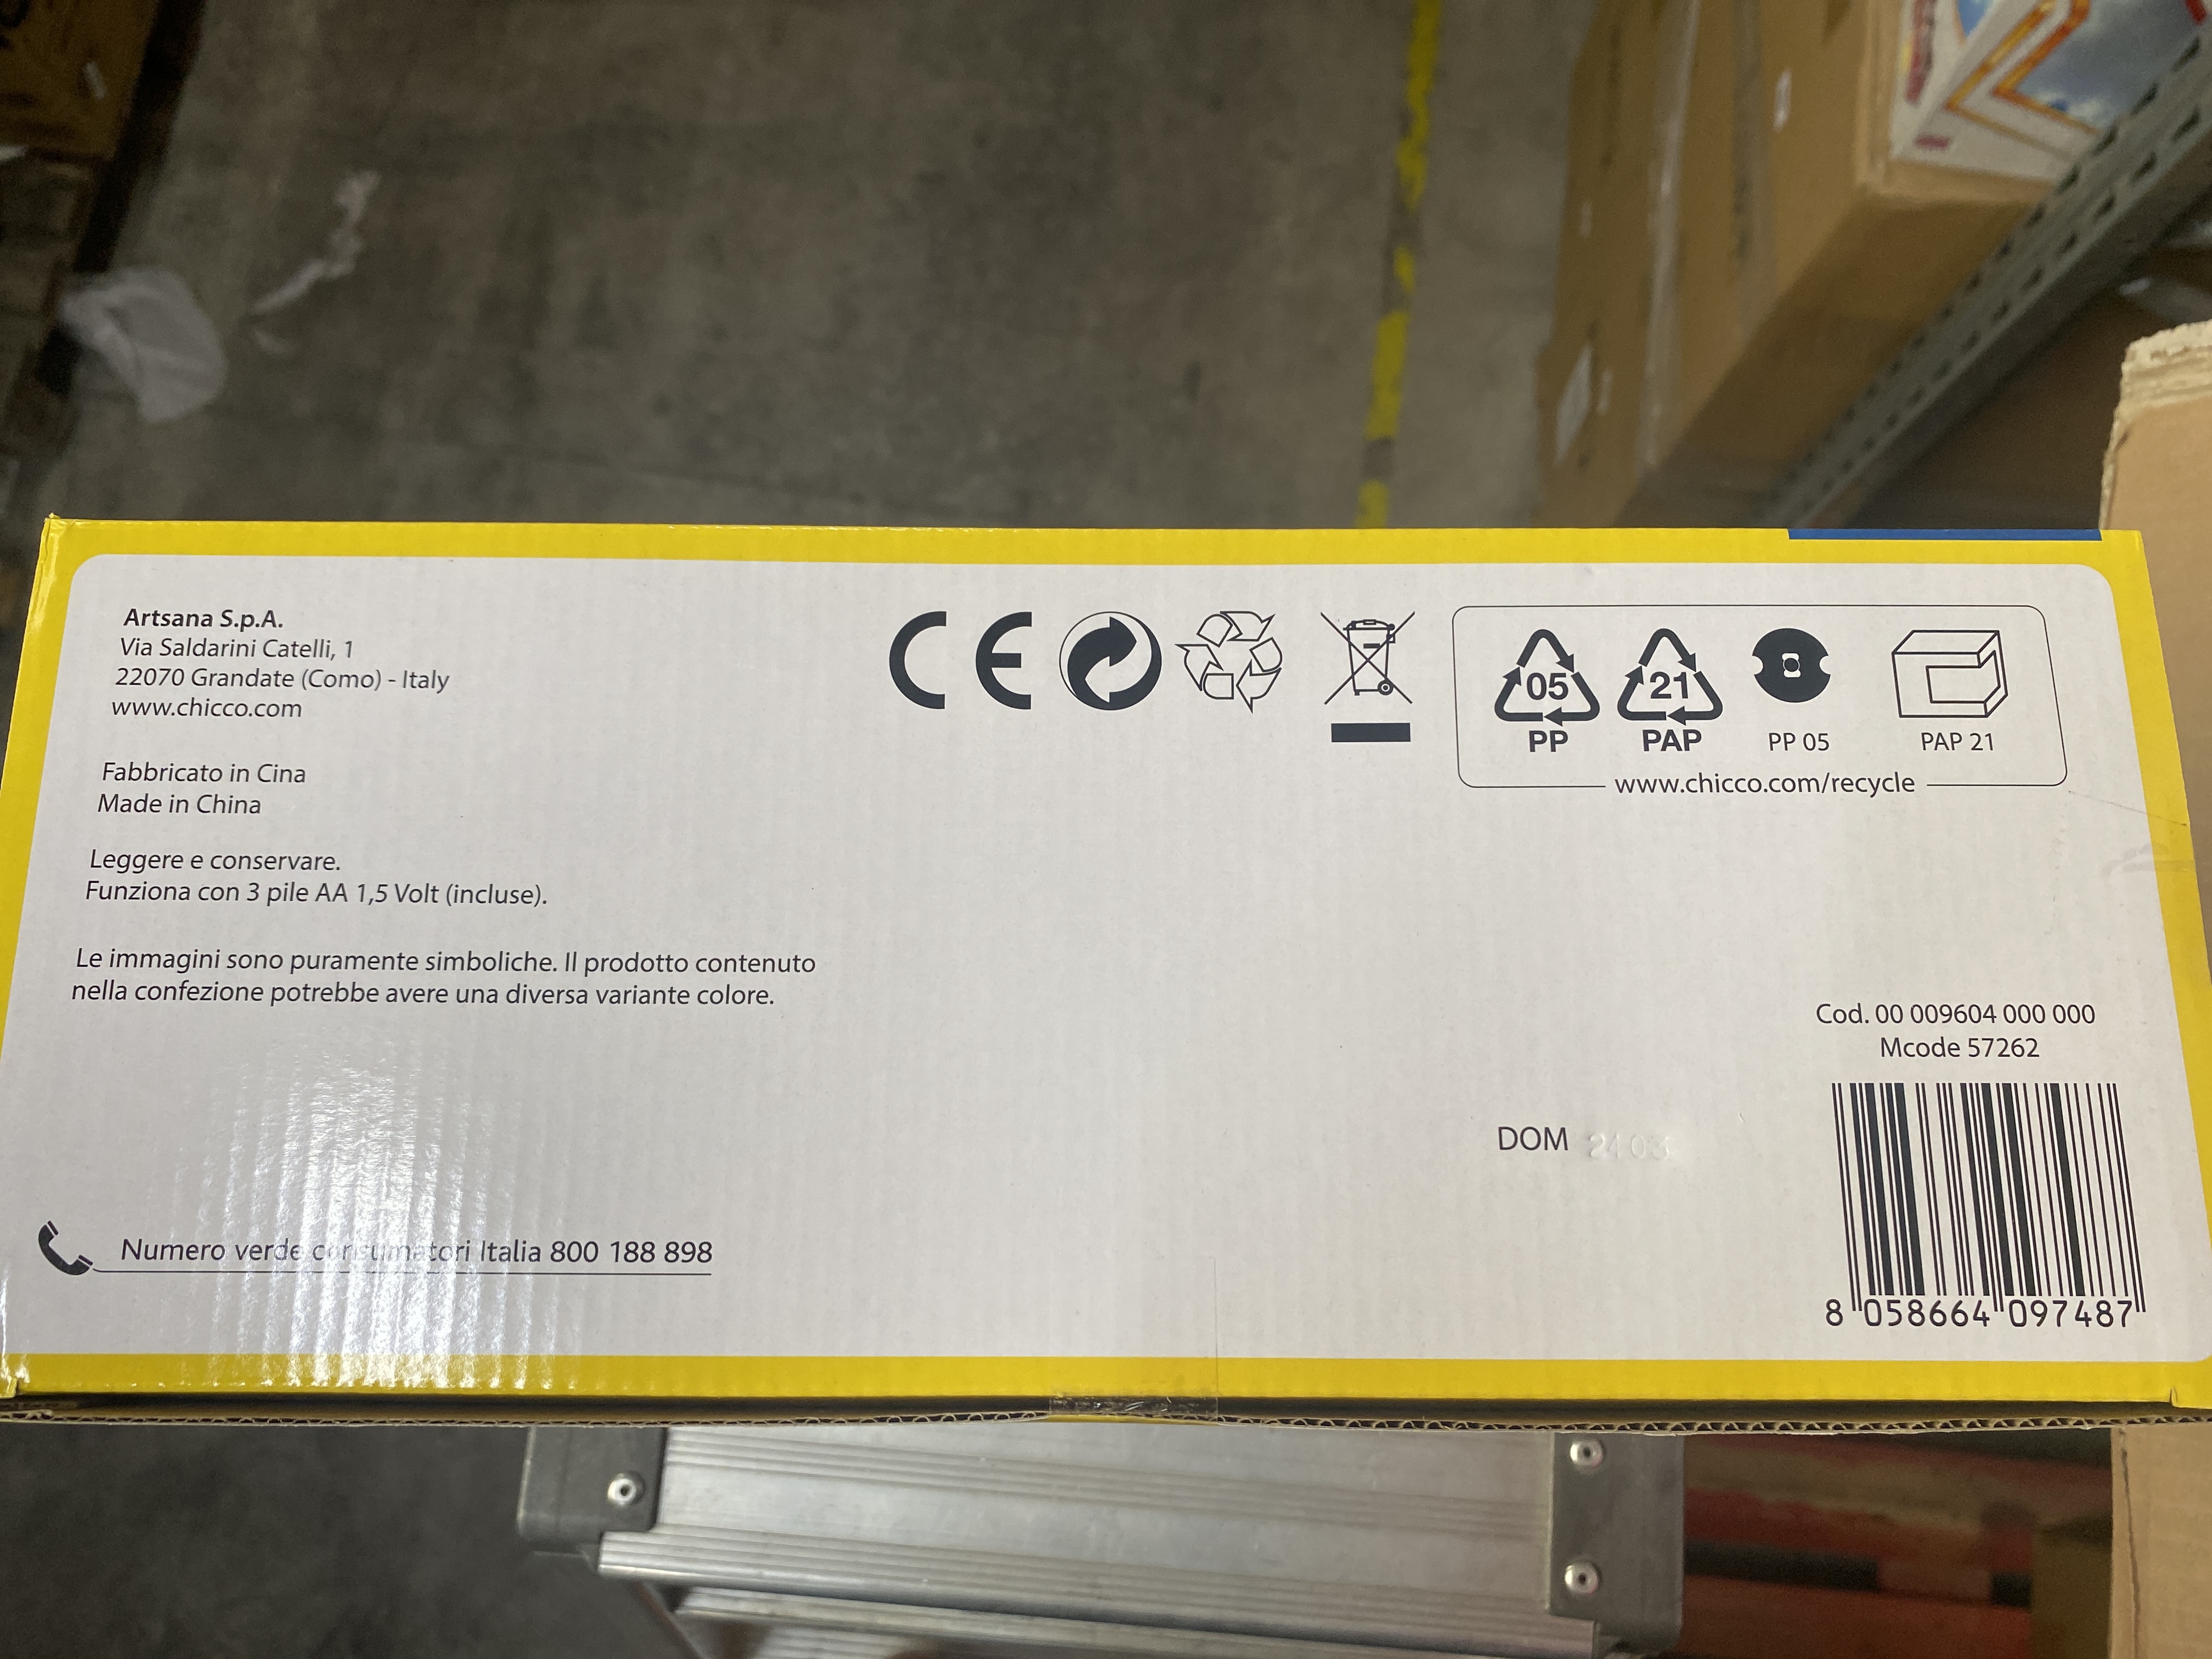 Artsana S.p.A.
Via Saldarini Catelli, 1
22070 Grandate (Como) - Italy
www.chicco.com
Fabbricato in Cina
Made in China
Leggere e conservare.
Funziona con 3 pile AA 1,5 Volt (incluse).
Le immagini sono puramente simboliche. Il prodotto contenuto
nella confezione potrebbe avere una diversa variante colore.
Numero verde consumatori Italia 800 188 898
CE
05
PP
21
PAP
PP 05
PAP 21
www.chicco.com/recycle
Cod. 00 009604 000 000
Mcode 57262
DOM 24 03
8 058664 097487